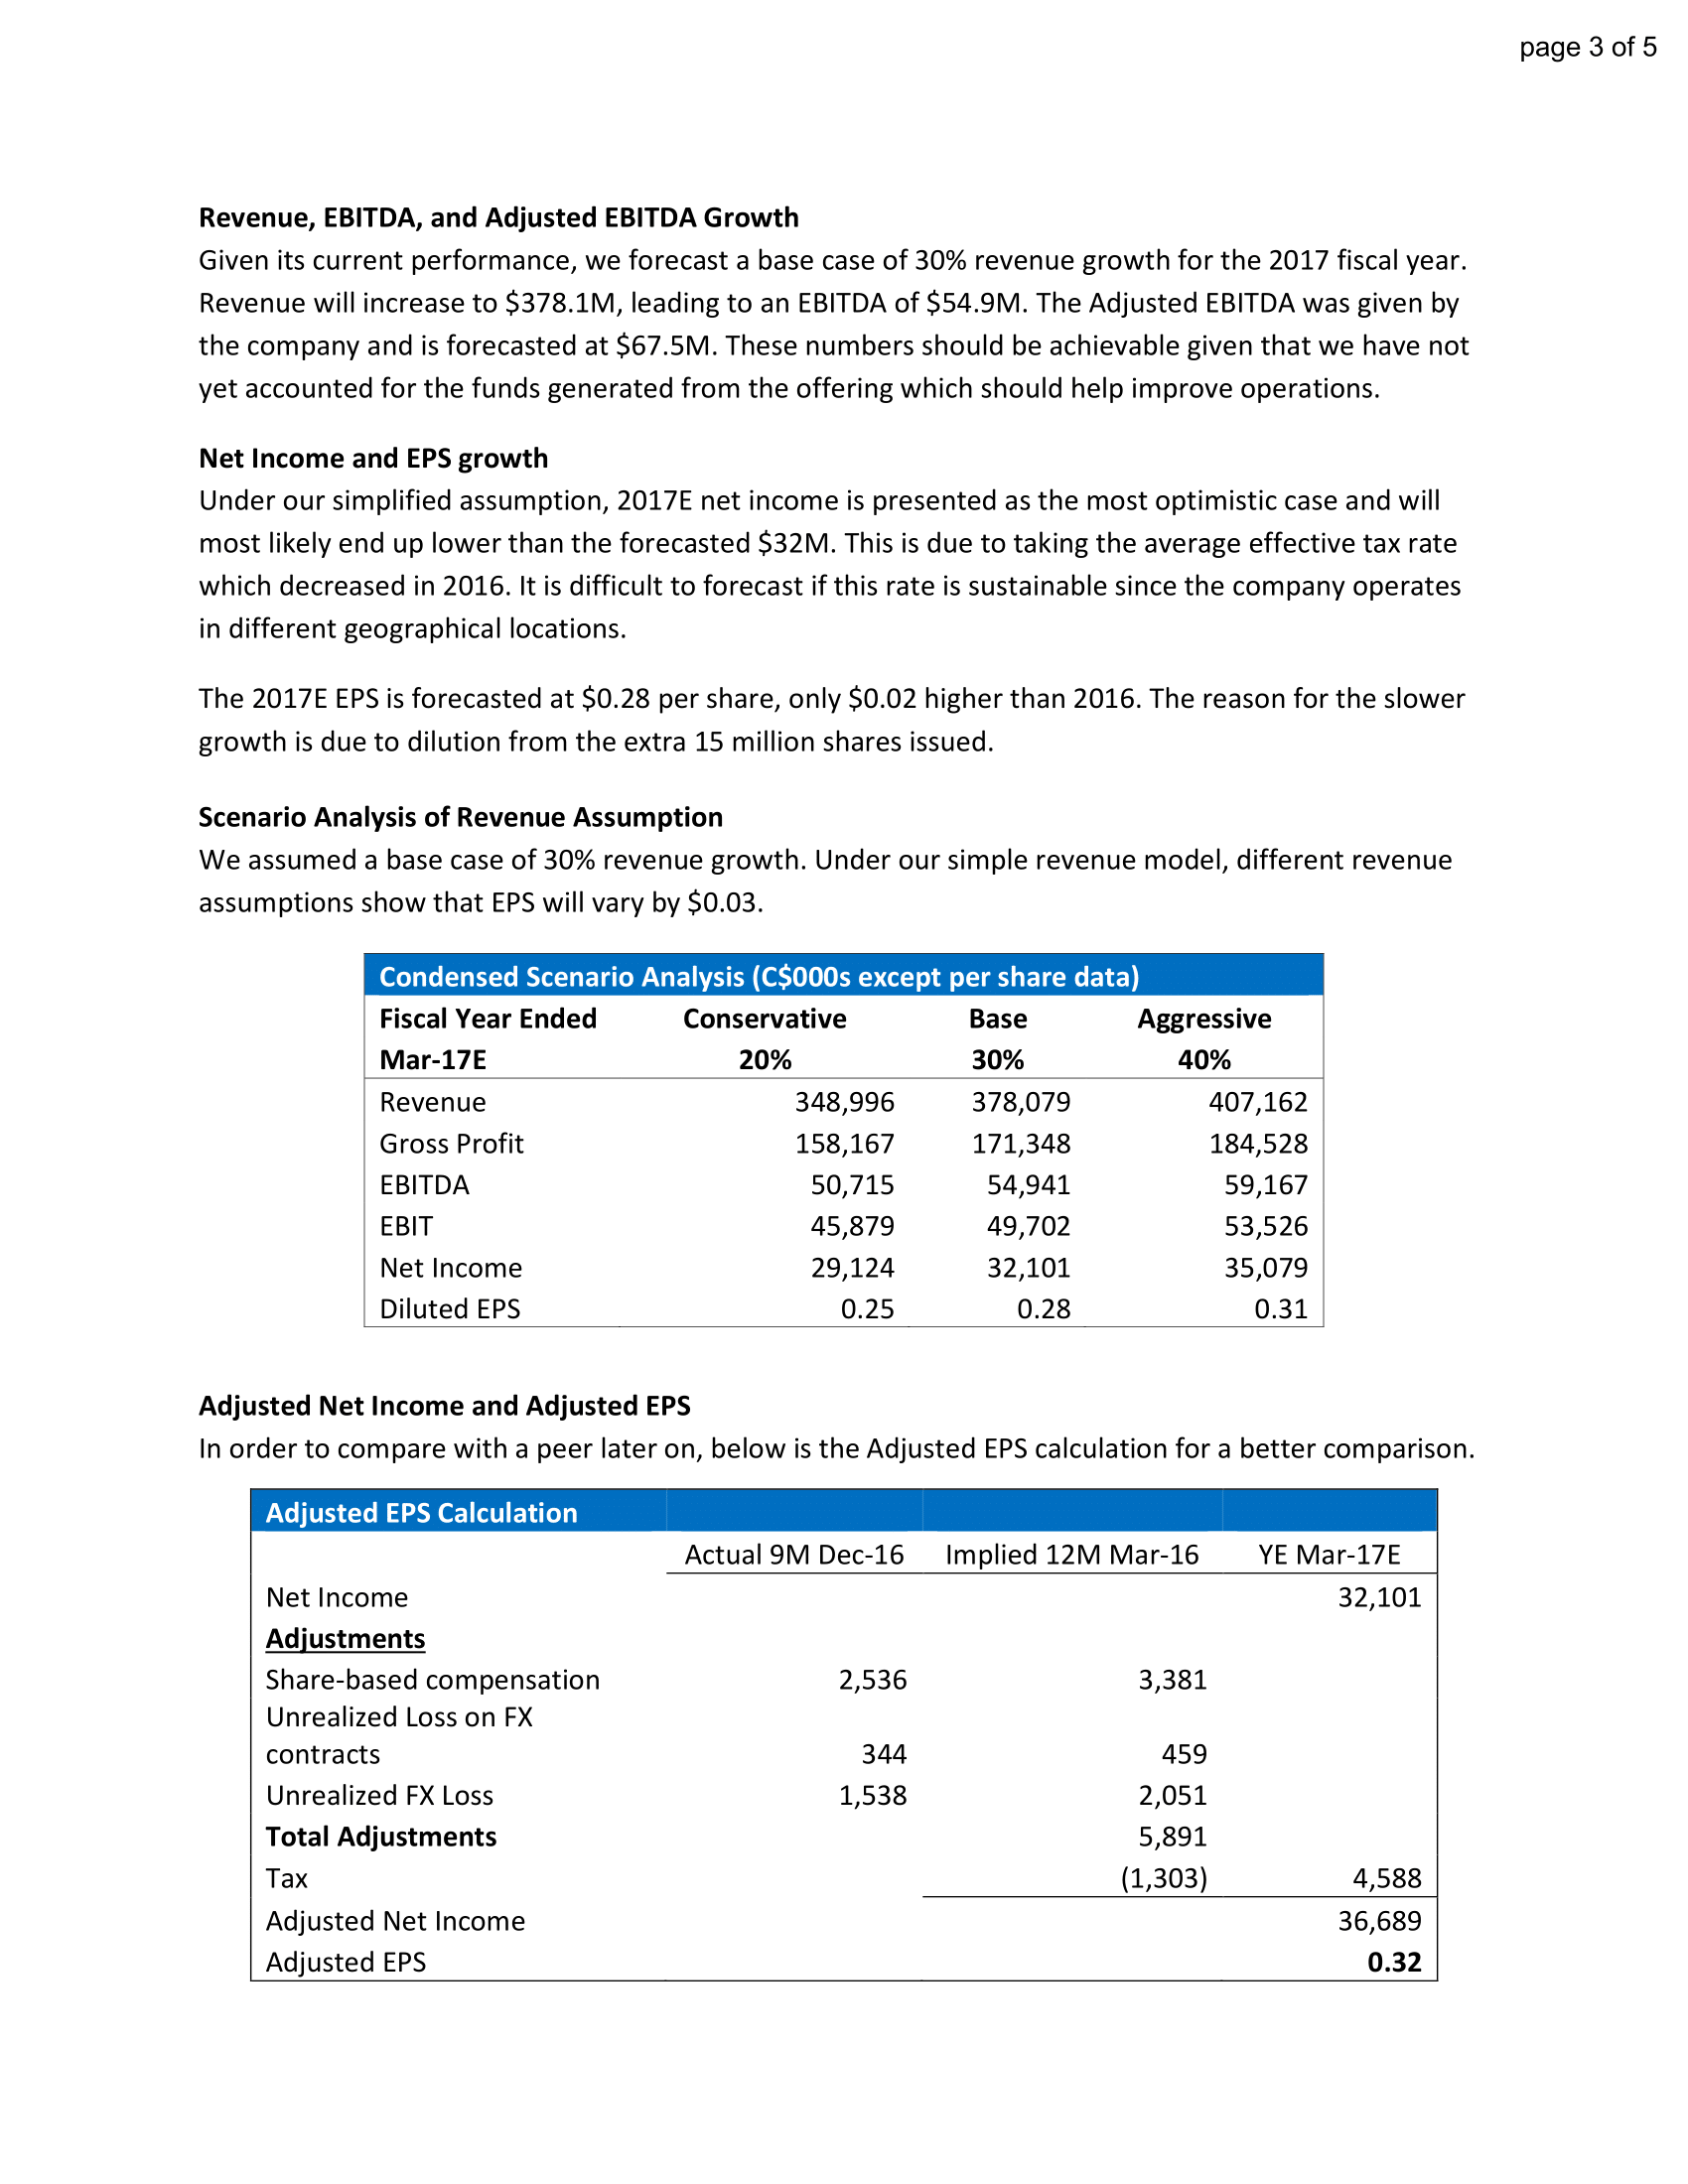 page 3 of 5
Revenue, EBITDA, and Adjusted EBITDA Growth
Given its current performance, we forecast a base case of 30% revenue growth for the 2017 fiscal year.
Revenue will increase to $378.1M, leading to an EBITDA of $54.9M. The Adjusted EBITDA was given by
the company and is forecasted at $67.5M. These numbers should be achievable given that we have not
yet accounted for the funds generated from the offering which should help improve operations.
Net Income and EPS growth
Under our simplified assumption, 2017E net income is presented as the most optimistic case and will
most likely end up lower than the forecasted $32M. This is due to taking the average effective tax rate
which decreased in 2016. It is difficult to forecast if this rate is sustainable since the company operates
in different geographical locations.
The 2017E EPS is forecasted at $0.28 per share, only $0.02 higher than 2016. The reason for the slower
growth is due to dilution from the extra 15 million shares issued.
Scenario Analysis of Revenue Assumption
We assumed a base case of 30% revenue growth. Under our simple revenue model, different revenue
assumptions show that EPS will vary by $0.03.
Condensed Scenario Analysis (C$000s except per share data)
Fiscal Year Ended Conservative Base Aggressive
Mar-17E 20% 30% 40%
Revenue 348,996 378,079 407,162
Gross Profit 158,167 171,348 184,528
EBITDA 50,715 54,941 59,167
EBIT 45,879 49,702 53,526
Net Income 29,124 32,101 35,079
Diluted EPS 0.25 0.28 0.31
Adjusted Net Income and Adjusted EPS
In order to compare with a peer later on, below is the Adjusted EPS calculation for a better comparison.
Adjusted EPS Calculation
Actual 9M Dec-16 Implied 12M Mar-16 YE Mar-17E
Net Income 32,101
Adjustments
Share-based compensation 2,536 3,381
Unrealized Loss on FX
contracts 344 459
Unrealized FX Loss 1,538 2,051
Total Adjustments 5,891
Tax (1,303) 4,588
Adjusted Net Income 36,689
Adjusted EPS 0.32